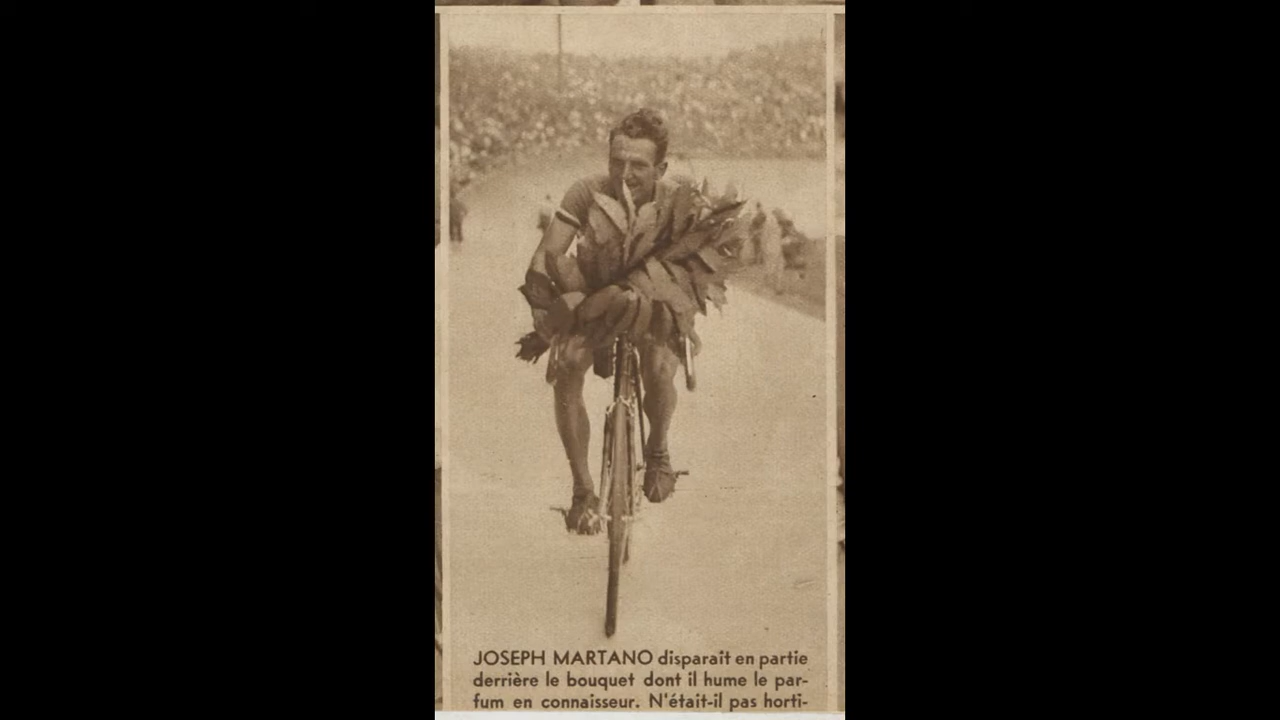 JOSEPH MARTANO disparaît en partie
derrière le bouquet dont il hume le par-
fum en connaisseur. N'était-il pas horti-